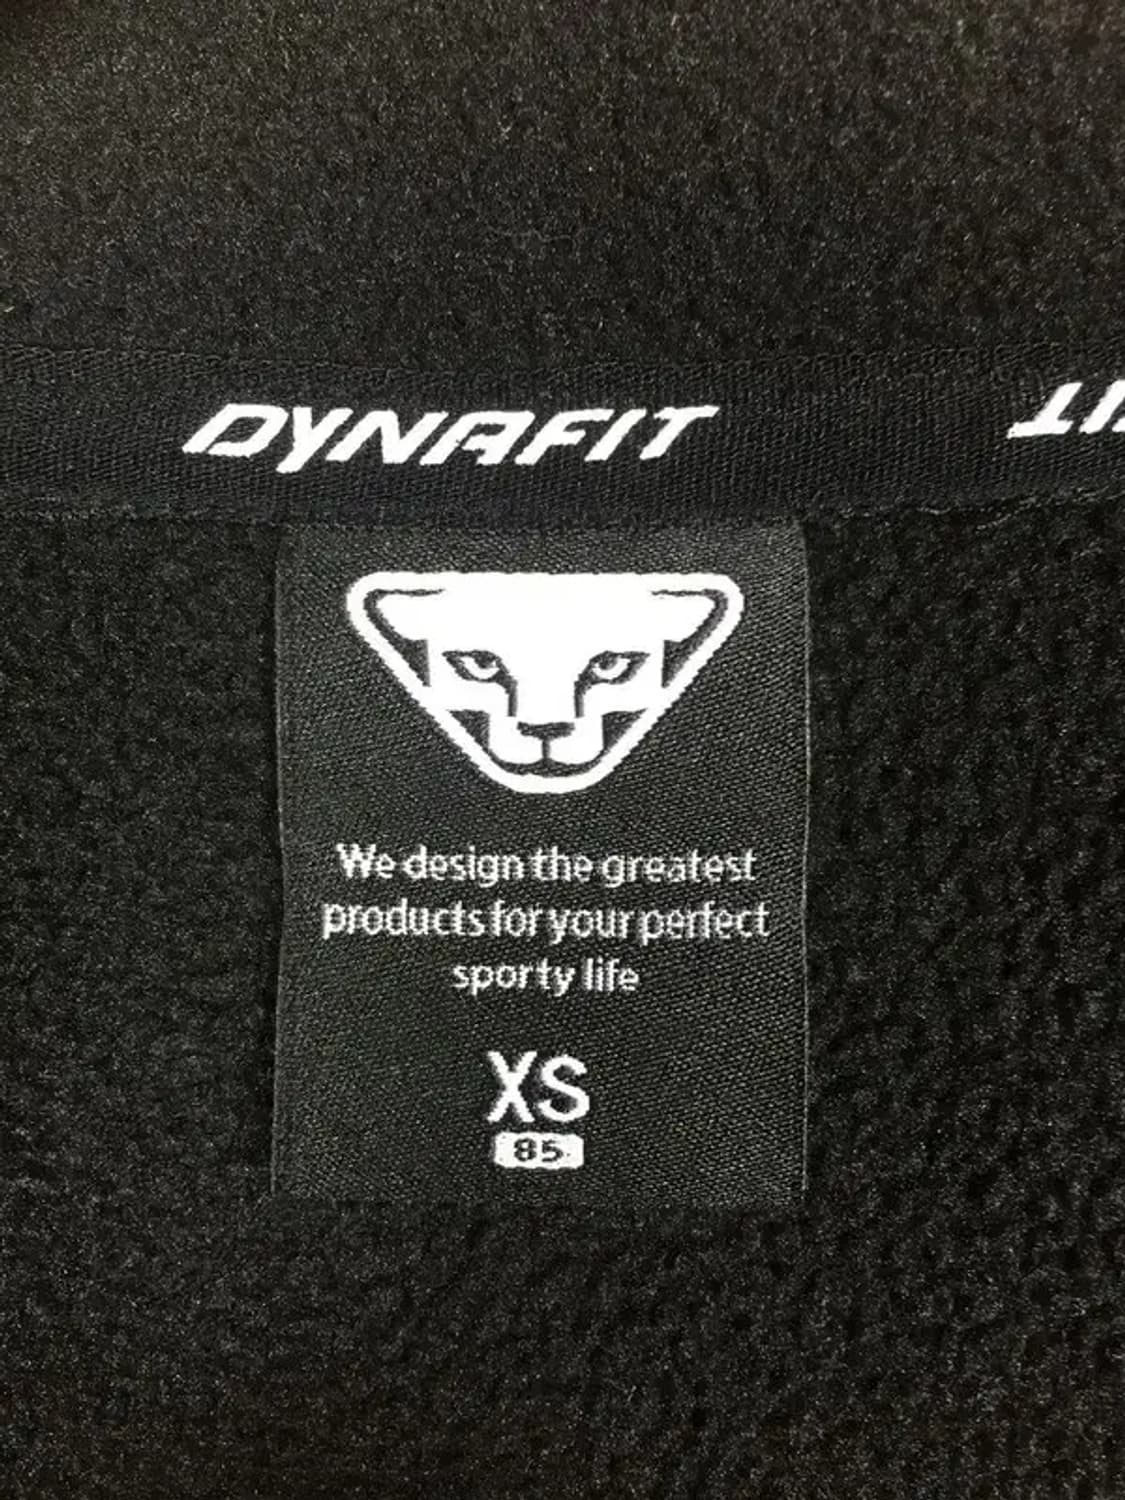 DYNAFIT
We design the greatest
products for your perfect
sporty life
XS
85